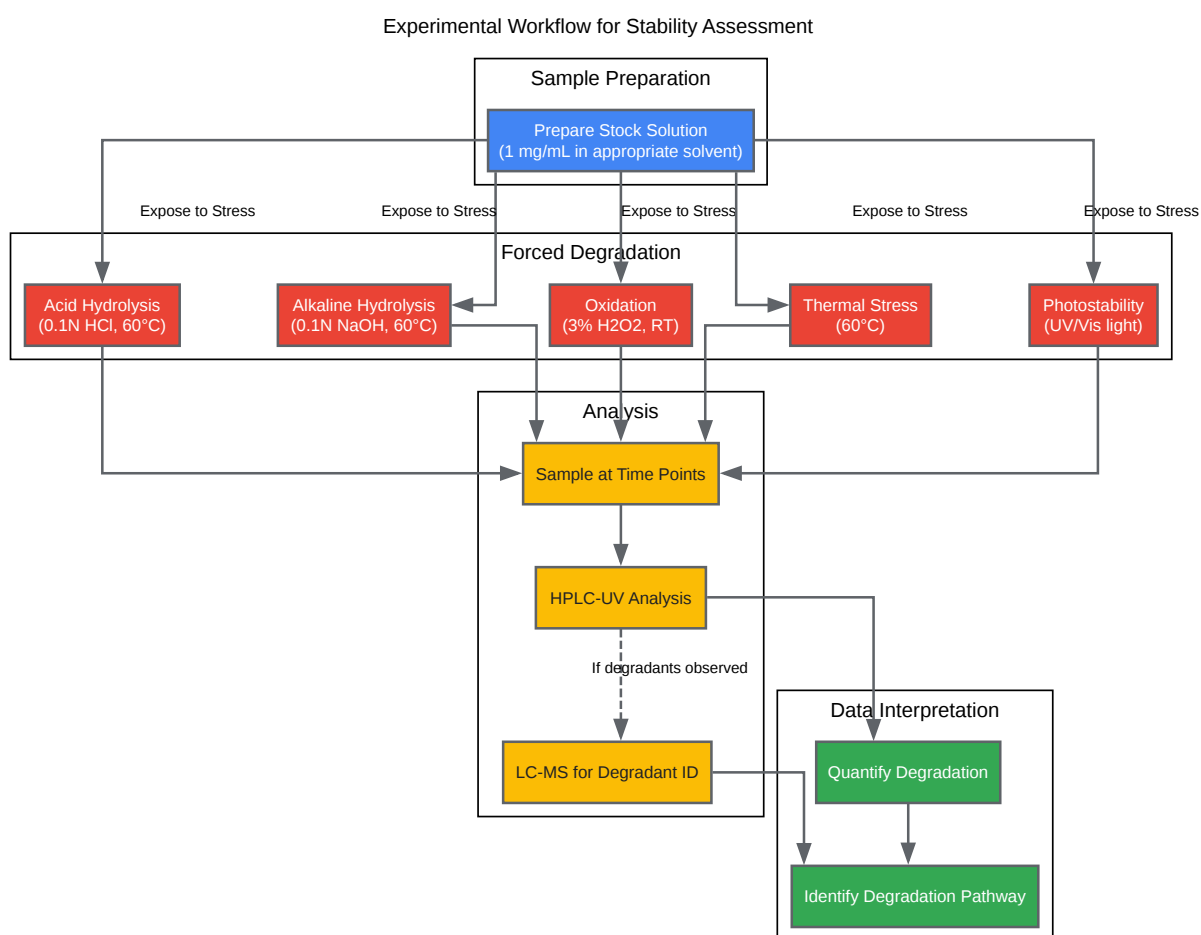 Experimental Workflow for Stability Assessment
Sample Preparation
Prepare Stock Solution
(1 mg/mL in appropriate solvent)
Expose to Stress
Expose to Stress
Expose to Stress
Expose to Stress
Expose to Stress
Forced Degradation
Acid Hydrolysis
(0.1N HCl, 60°C)
Alkaline Hydrolysis
(0.1N NaOH, 60°C)
Oxidation
(3% H2O2, RT)
Thermal Stress
(60°C)
Photostability
(UV/Vis light)
Analysis
Sample at Time Points
HPLC-UV Analysis
If degradants observed
LC-MS for Degradant ID
Data Interpretation
Quantify Degradation
Identify Degradation Pathway